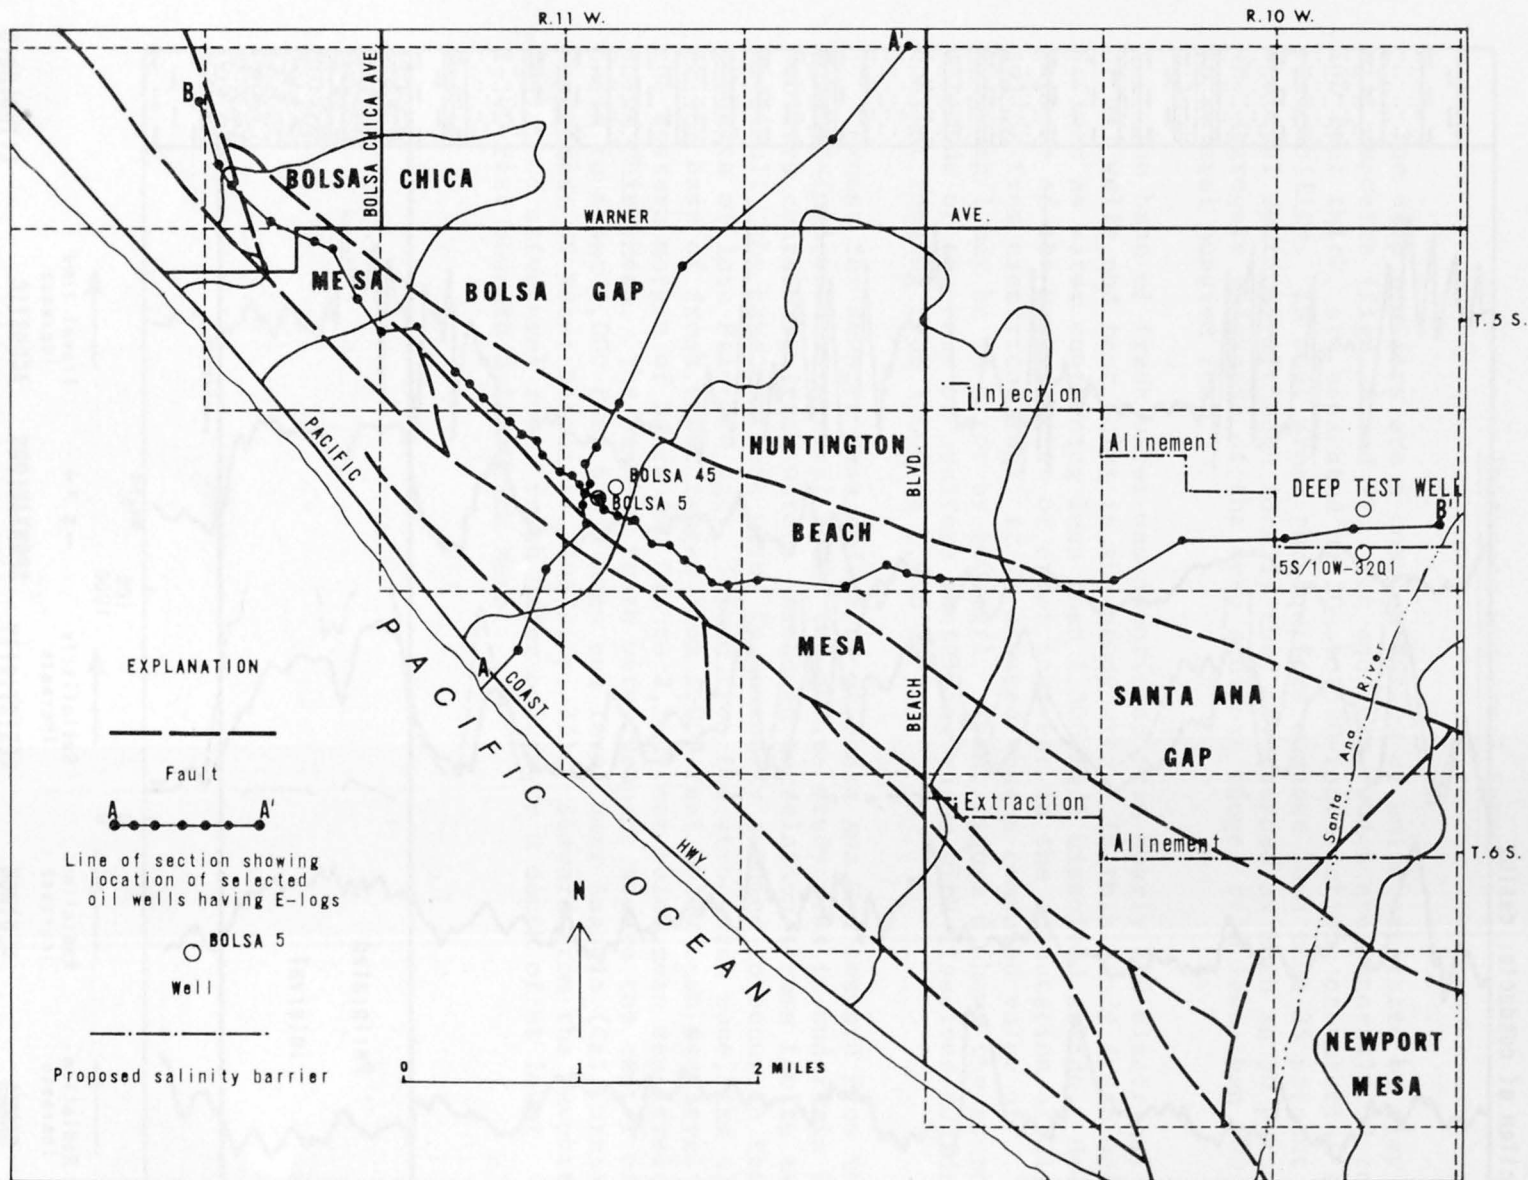 R.11 W.
R.10 W.
A'
B
BOLSA CHICA AVE.
BOLSA CHICA
WARNER
AVE.
MESA
BOLSA GAP
T.5 S.
Injection
PACIFIC
HUNTINGTON
Alinement
BLVD.
BOLSA 45
BOLSA 5
DEEP TEST WELL
B'
BEACH
5S/10W-32Q1
MESA
A
COAST
PACIFIC
BEACH
SANTA ANA
GAP
Santa Ana River
EXPLANATION
Fault
A A'
Line of section showing
location of selected
oil wells having E-logs
BOLSA 5
Well
Proposed salinity barrier
Extraction
Alinement
T.6 S.
HWY.
OCEAN
N
0 2 MILES
NEWPORT
MESA